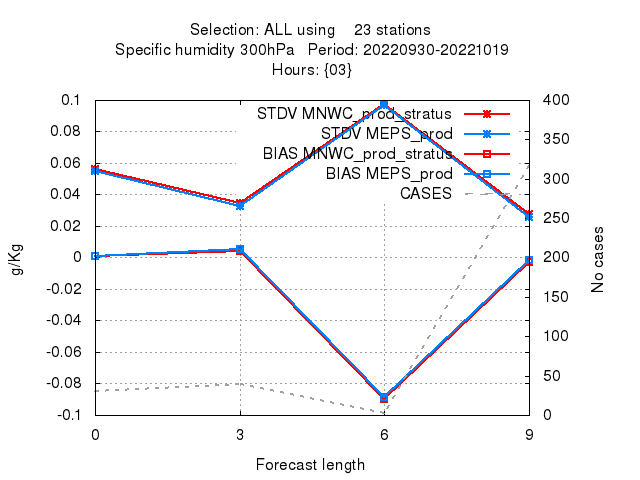 Selection: ALL using    23 stations
Specific humidity 300hPa   Period: 20220930-20221019
Hours: {03}
STDV MNWC_prod_stratus
STDV MEPS_prod
BIAS MNWC_prod_stratus
BIAS MEPS_prod
CASES
g/Kg
0.1
0.08
0.06
0.04
0.02
0
-0.02
-0.04
-0.06
-0.08
-0.1
400
350
300
250
200
150
100
50
0
No cases
0 3 6 9
Forecast length